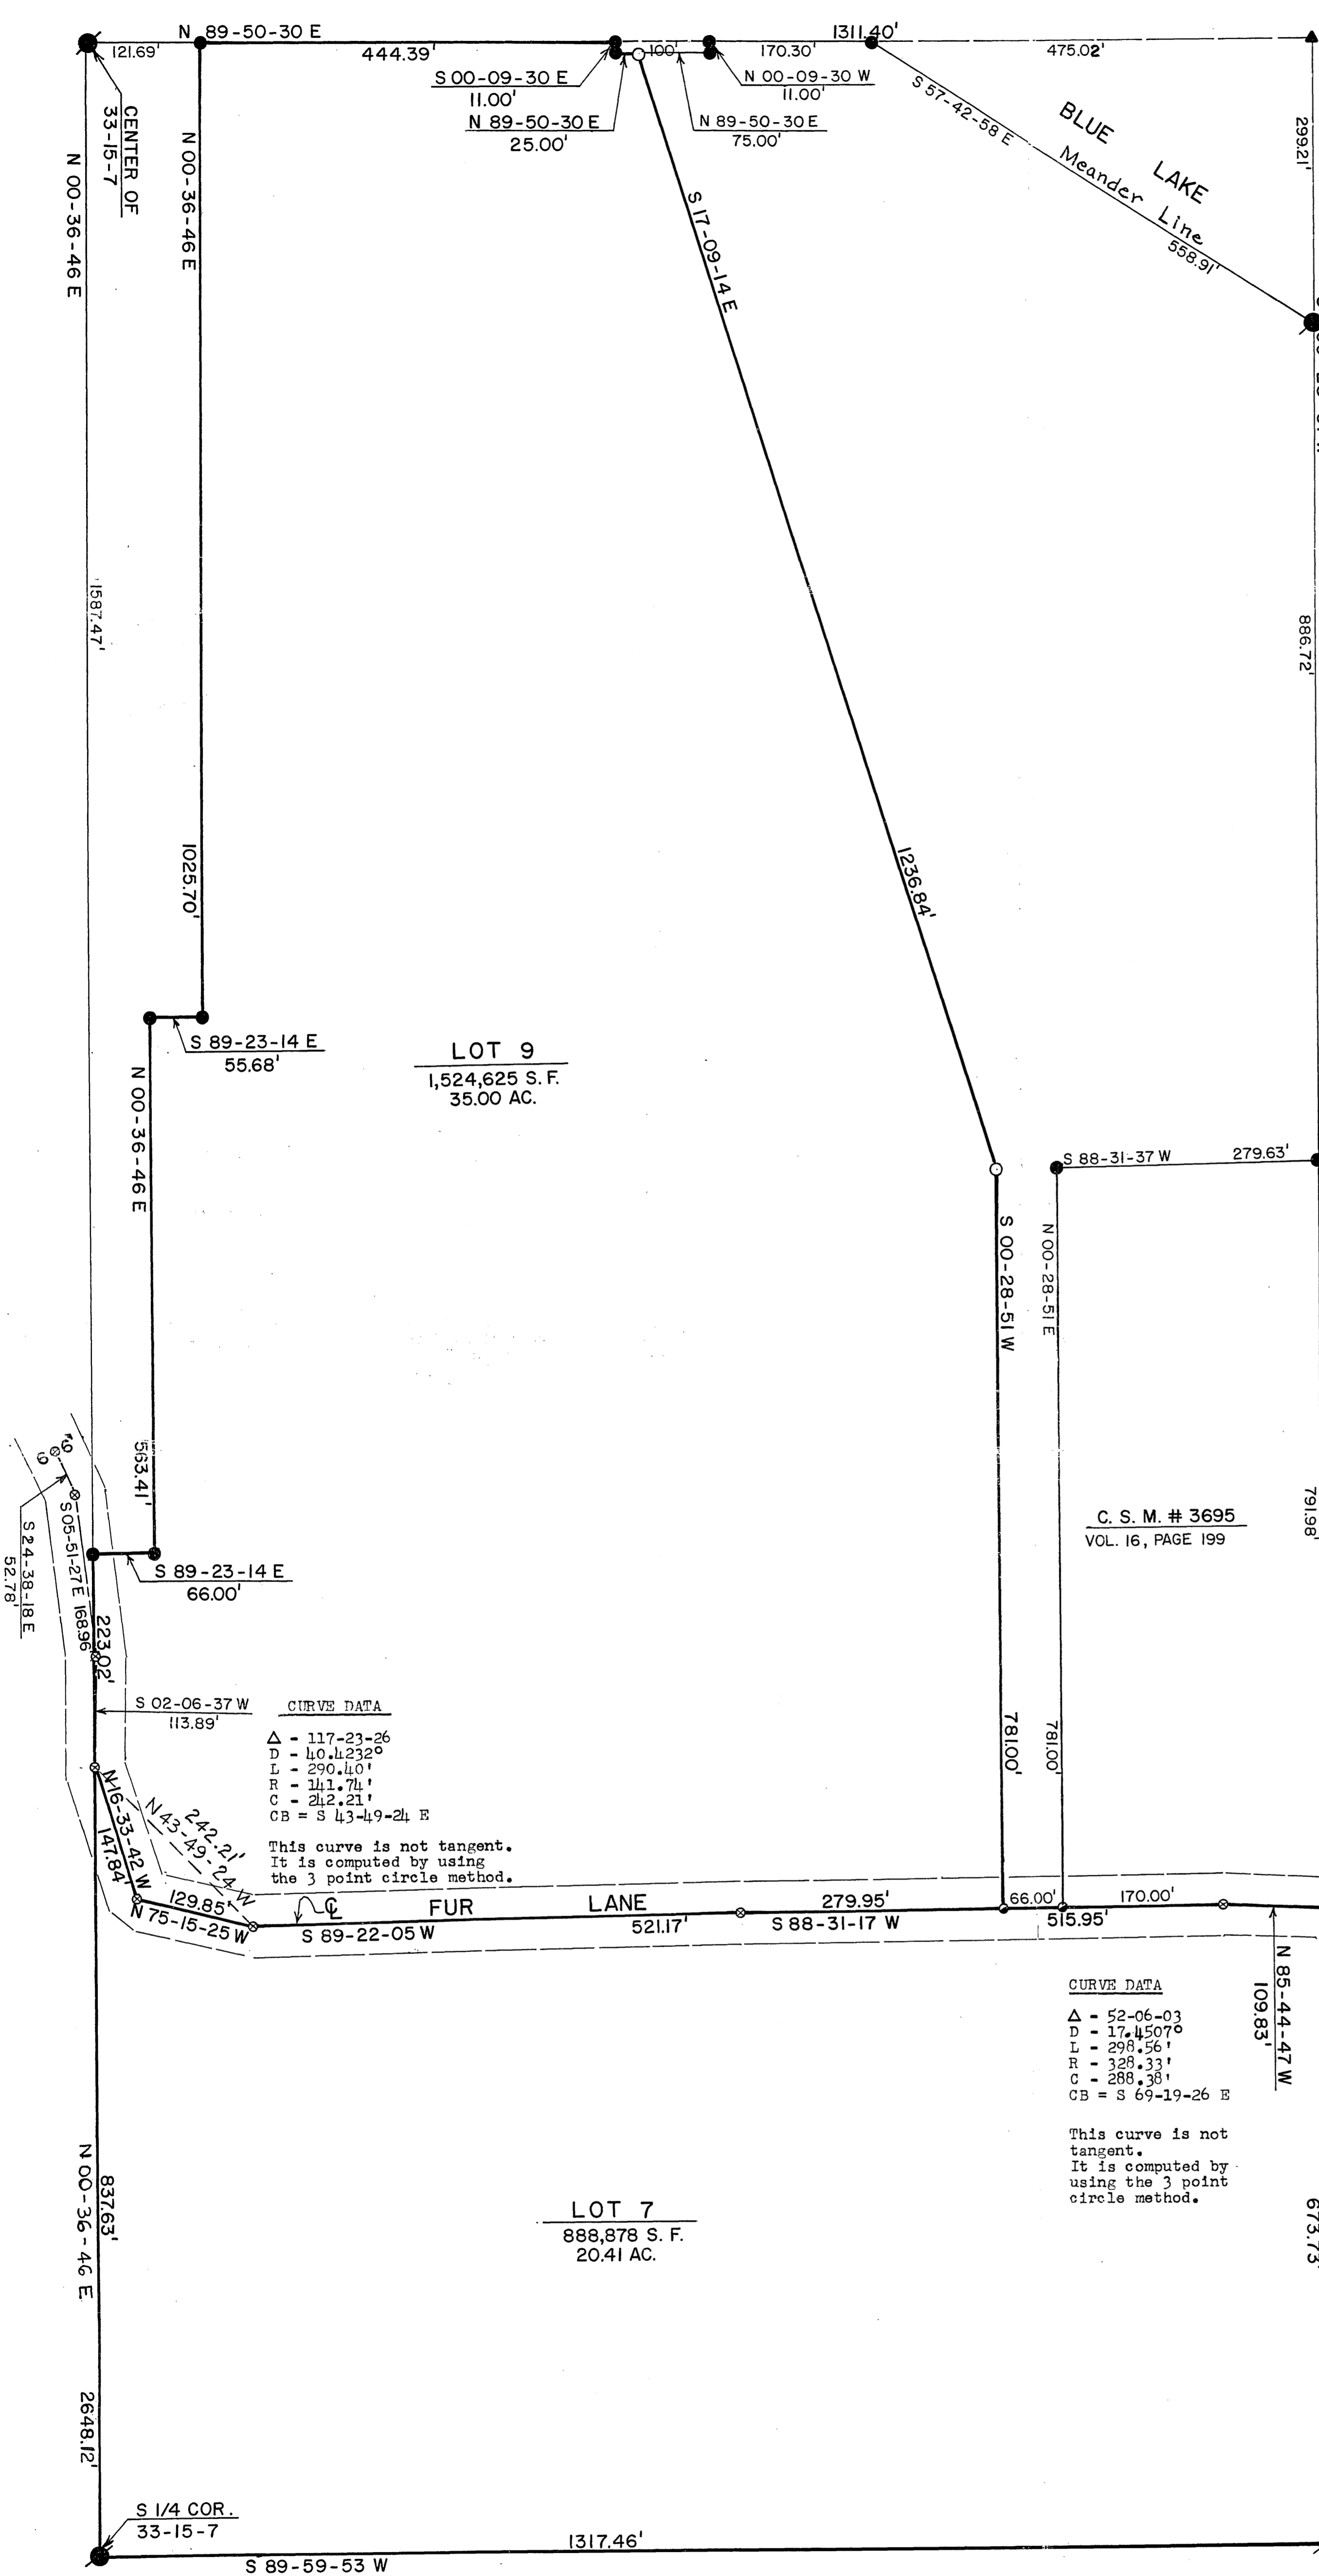 N 89-50-30 E
1311.40'
121.69'
444.39'
100'
170.30'
475.02'
S 00-09-30 E
11.00'
N 00-09-30 W
11.00'
N 89-50-30 E
25.00'
N 89-50-30 E
75.00'
CENTER OF
33-15-7
N 00-36-46 E
N 00-36-46 E
S 17-09-14 E
S 57-42-58 E
BLUE LAKE
Meander Line
558.91'
299.21'
1587.47'
886.72'
1025.70'
1236.84'
S 89-23-14 E
55.68'
LOT 9
1,524,625 S. F.
35.00 AC.
N 00-36-46 E
S 88-31-37 W
279.63'
S 00-28-51 W
N 00-28-51 E
563.41'
66'
S 24-38-18 E
52.78'
S 05-51-27 E 168.96
S 89-23-14 E
66.00'
C. S. M. # 3695
VOL. 16, PAGE 199
791.98'
223.02'
S 02-06-37 W
113.89'
CURVE DATA
Δ - 117-23-26
D - 40.4232°
L - 290.40'
R - 141.74'
C - 242.21'
CB = S 43-49-24 E
This curve is not tangent.
It is computed by using
the 3 point circle method.
781.00'
781.00'
N 16-33-42 W
147.84'
242.21'
N 43-49-24 W
129.85'
N 75-15-25 W
℄
FUR LANE
279.95'
66.00'
170.00'
S 89-22-05 W
521.17'
S 88-31-17 W
515.95'
N 85-44-47 W
109.83'
CURVE DATA
Δ - 52-06-03
D - 17.4507°
L - 298.56'
R - 328.33'
C - 288.38'
CB = S 69-19-26 E
This curve is not
tangent.
It is computed by
using the 3 point
circle method.
837.63'
N 00-36-46 E
673.73'
LOT 7
888,878 S. F.
20.41 AC.
2648.12'
S 1/4 COR.
33-15-7
1317.46'
S 89-59-53 W